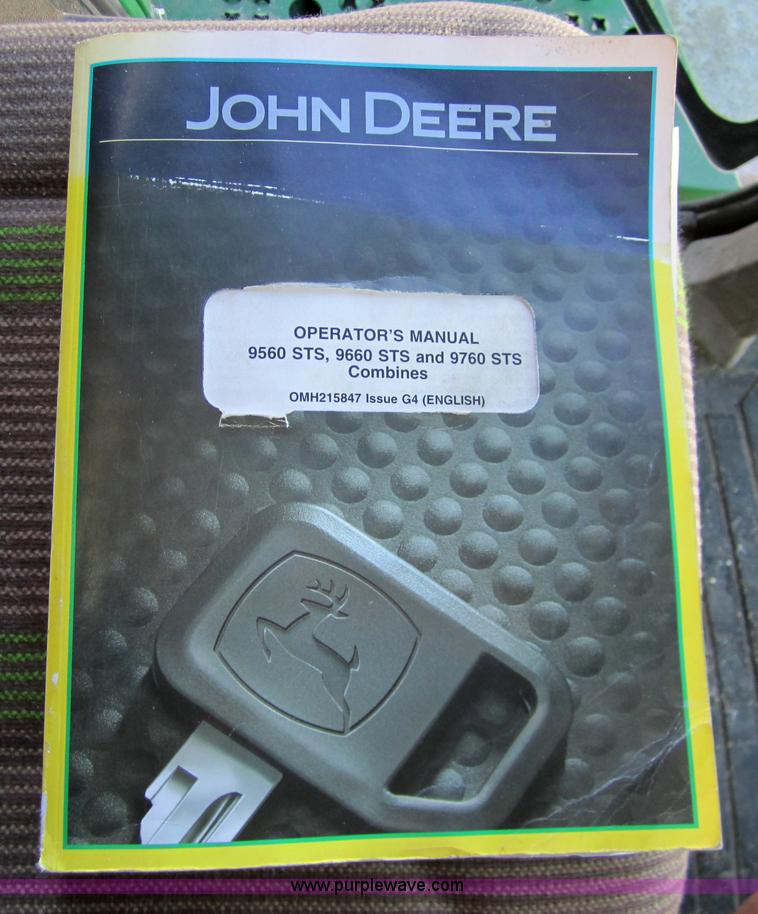 JOHN DEERE
OPERATOR'S MANUAL
9560 STS, 9660 STS and 9760 STS
Combines
OMH215847 Issue G4 (ENGLISH)
www.purplewave.com